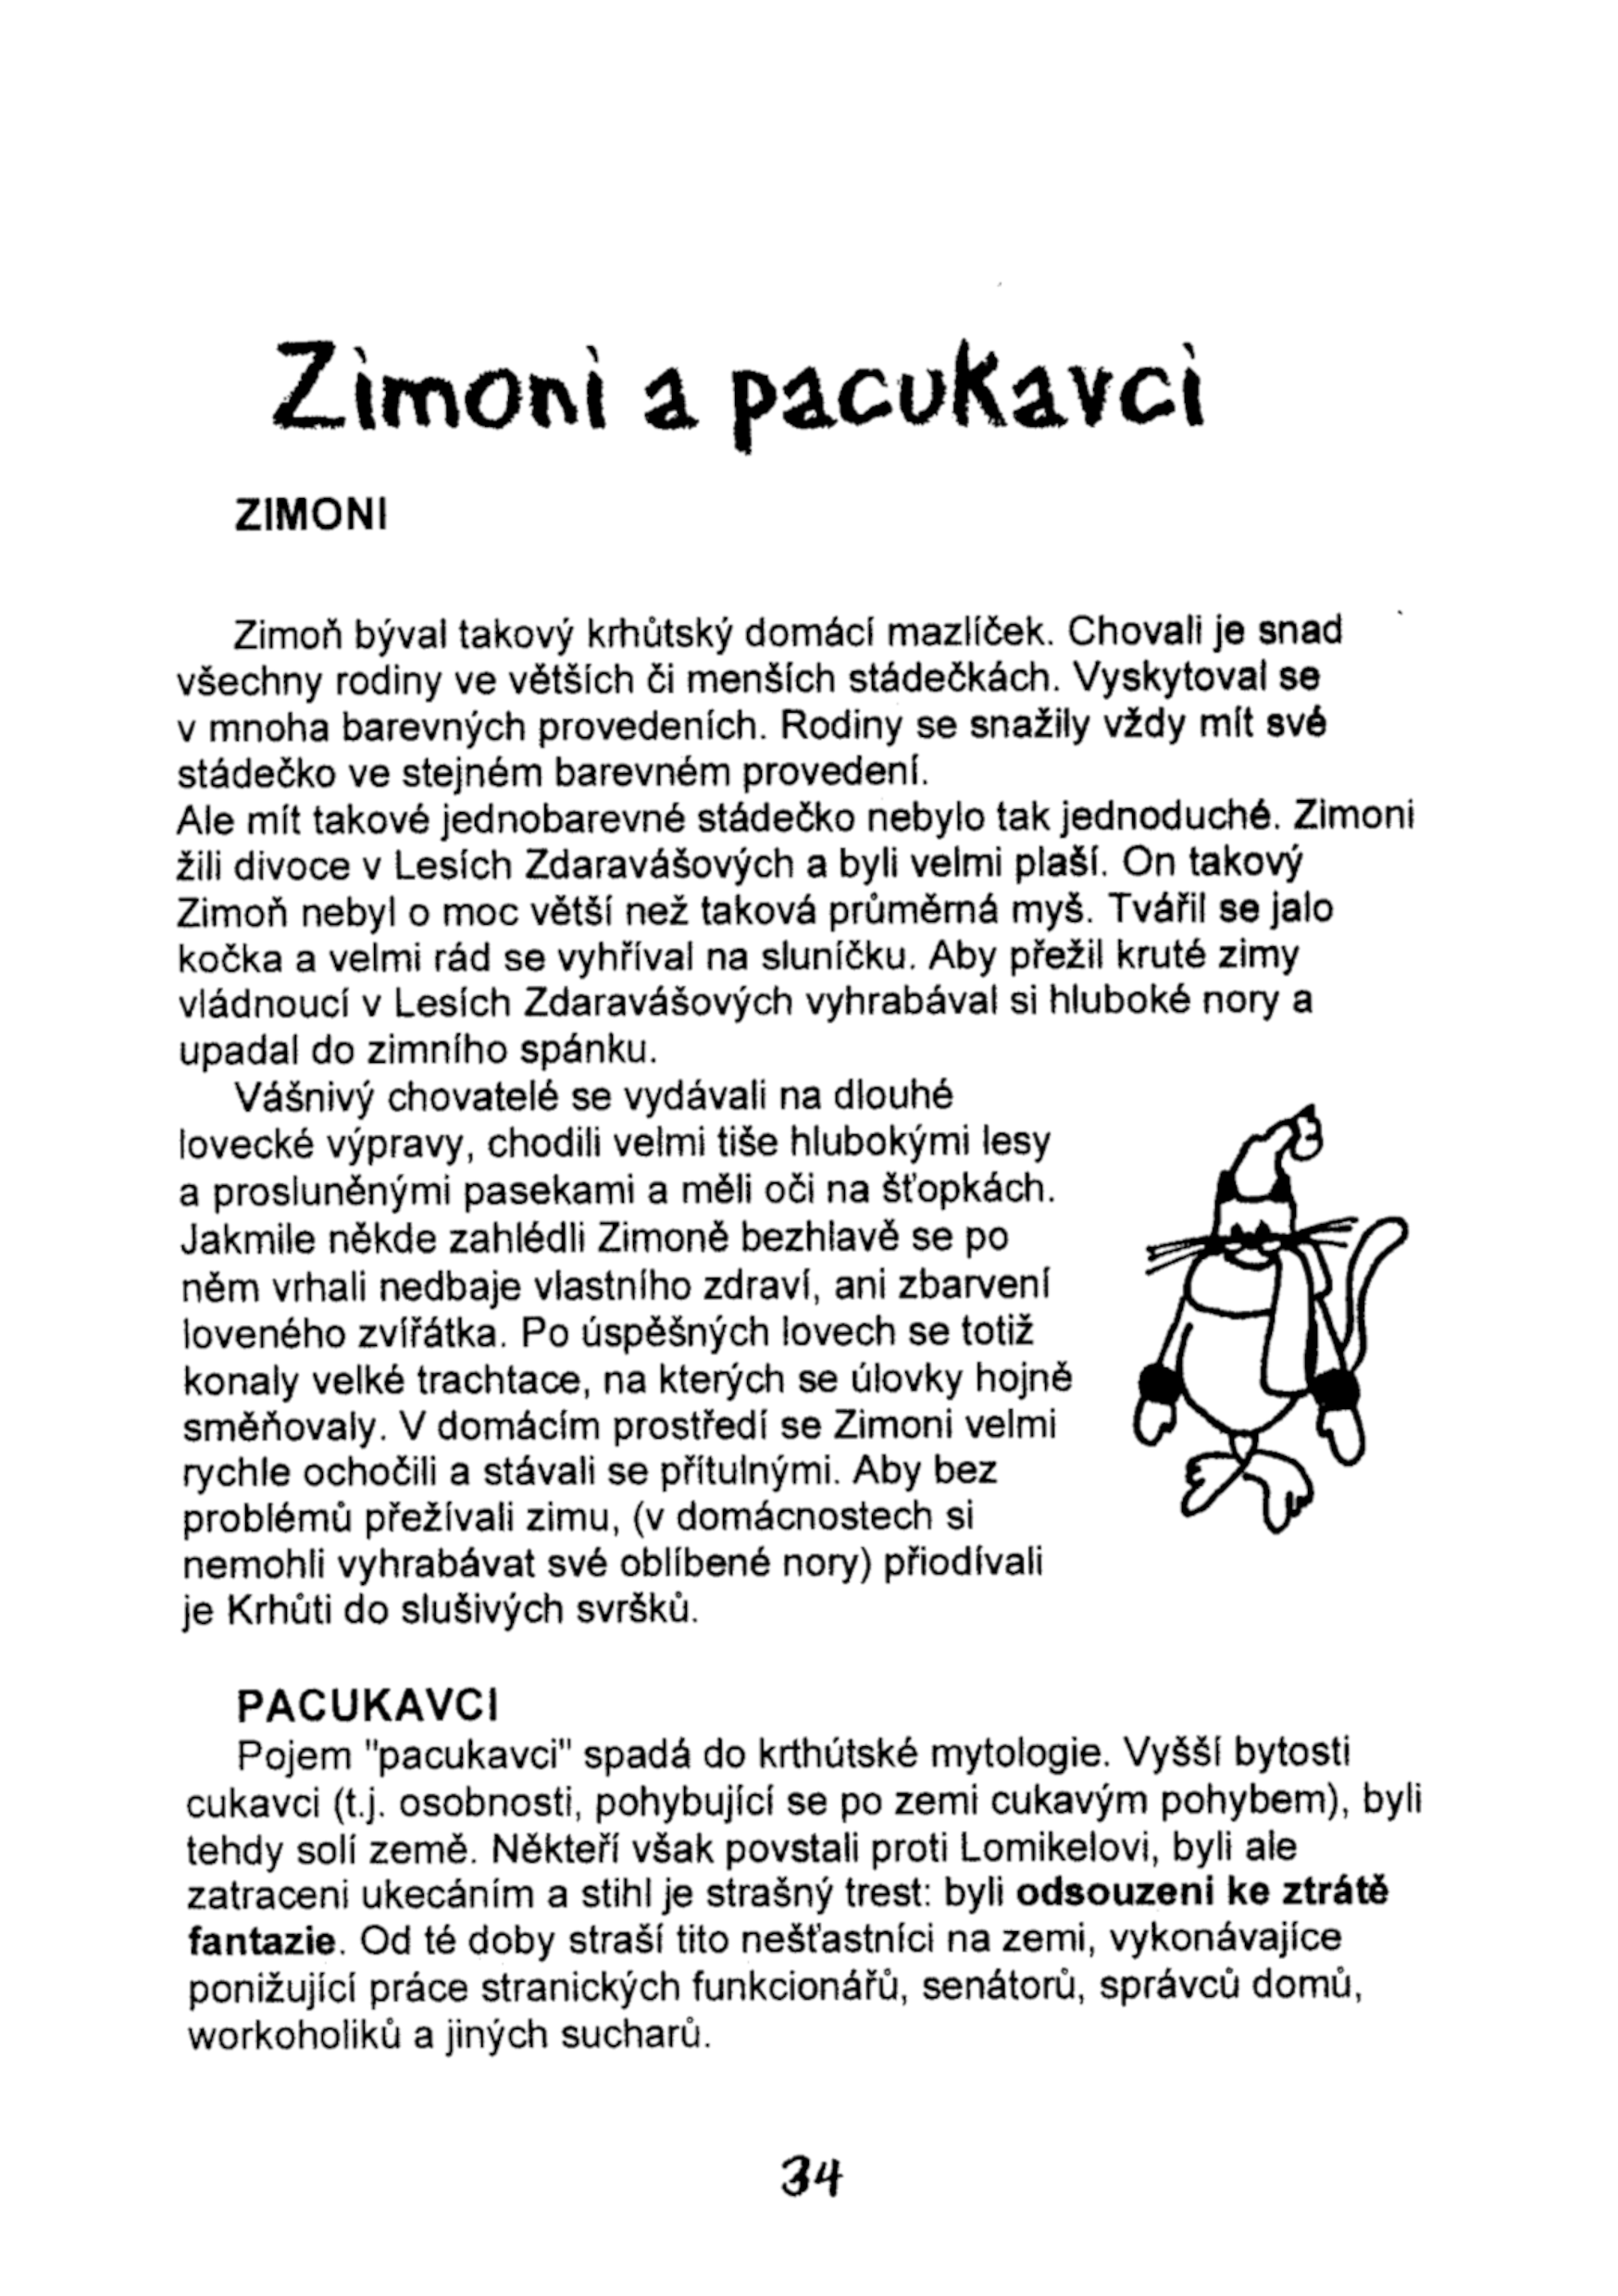 Zimoni a pacukavci
ZIMONI
Zimoň býval takový krhůtský domácí mazlíček. Chovali je snad
všechny rodiny ve větších či menších stádečkách. Vyskytoval se
v mnoha barevných provedeních. Rodiny se snažily vždy mít své
stádečko ve stejném barevném provedení.
Ale mít takové jednobarevné stádečko nebylo tak jednoduché. Zimoni
žili divoce v Lesích Zdaravášových a byli velmi plaší. On takový
Zimoň nebyl o moc větší než taková průměrná myš. Tvářil se jalo
kočka a velmi rád se vyhříval na sluníčku. Aby přežil kruté zimy
vládnoucí v Lesích Zdaravášových vyhrabával si hluboké nory a
upadal do zimního spánku.
Vášnivý chovatelé se vydávali na dlouhé
lovecké výpravy, chodili velmi tiše hlubokými lesy
a prosluněnými pasekami a měli oči na šťopkách.
Jakmile někde zahlédli Zimoně bezhlavě se po
něm vrhali nedbaje vlastního zdraví, ani zbarvení
loveného zvířátka. Po úspěšných lovech se totiž
konaly velké trachtace, na kterých se úlovky hojně
směňovaly. V domácím prostředí se Zimoni velmi
rychle ochočili a stávali se přítulnými. Aby bez
problémů přežívali zimu, (v domácnostech si
nemohli vyhrabávat své oblíbené nory) přiodívali
je Krhůti do slušivých svršků.
PACUKAVCI
Pojem "pacukavci" spadá do krthútské mytologie. Vyšší bytosti
cukavci (t.j. osobnosti, pohybující se po zemi cukavým pohybem), byli
tehdy solí země. Někteří však povstali proti Lomikelovi, byli ale
zatraceni ukecáním a stihl je strašný trest: byli odsouzeni ke ztrátě
fantazie. Od té doby straší tito nešťastníci na zemi, vykonávajíce
ponižující práce stranických funkcionářů, senátorů, správců domů,
workoholiků a jiných sucharů.
34